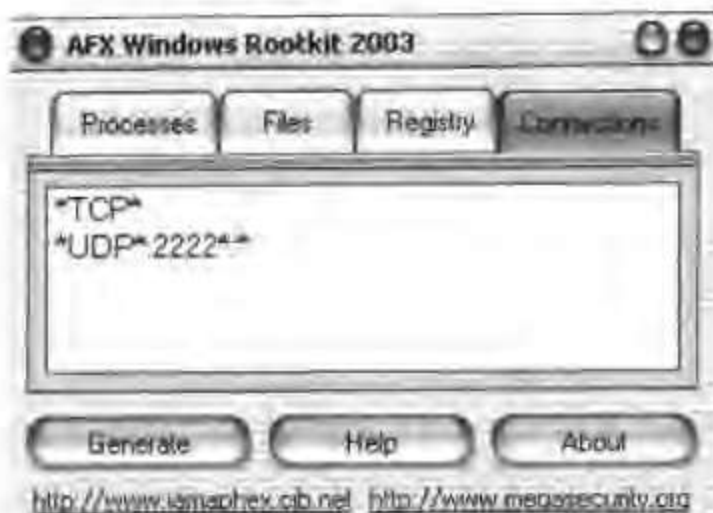 AFX Windows Rootkit 2003
Processes Files Registry Connections
*TCP*
*UDP*:2222*:*
Generate Help About
http://www.iamaphex.cjb.net http://www.megasecurity.org